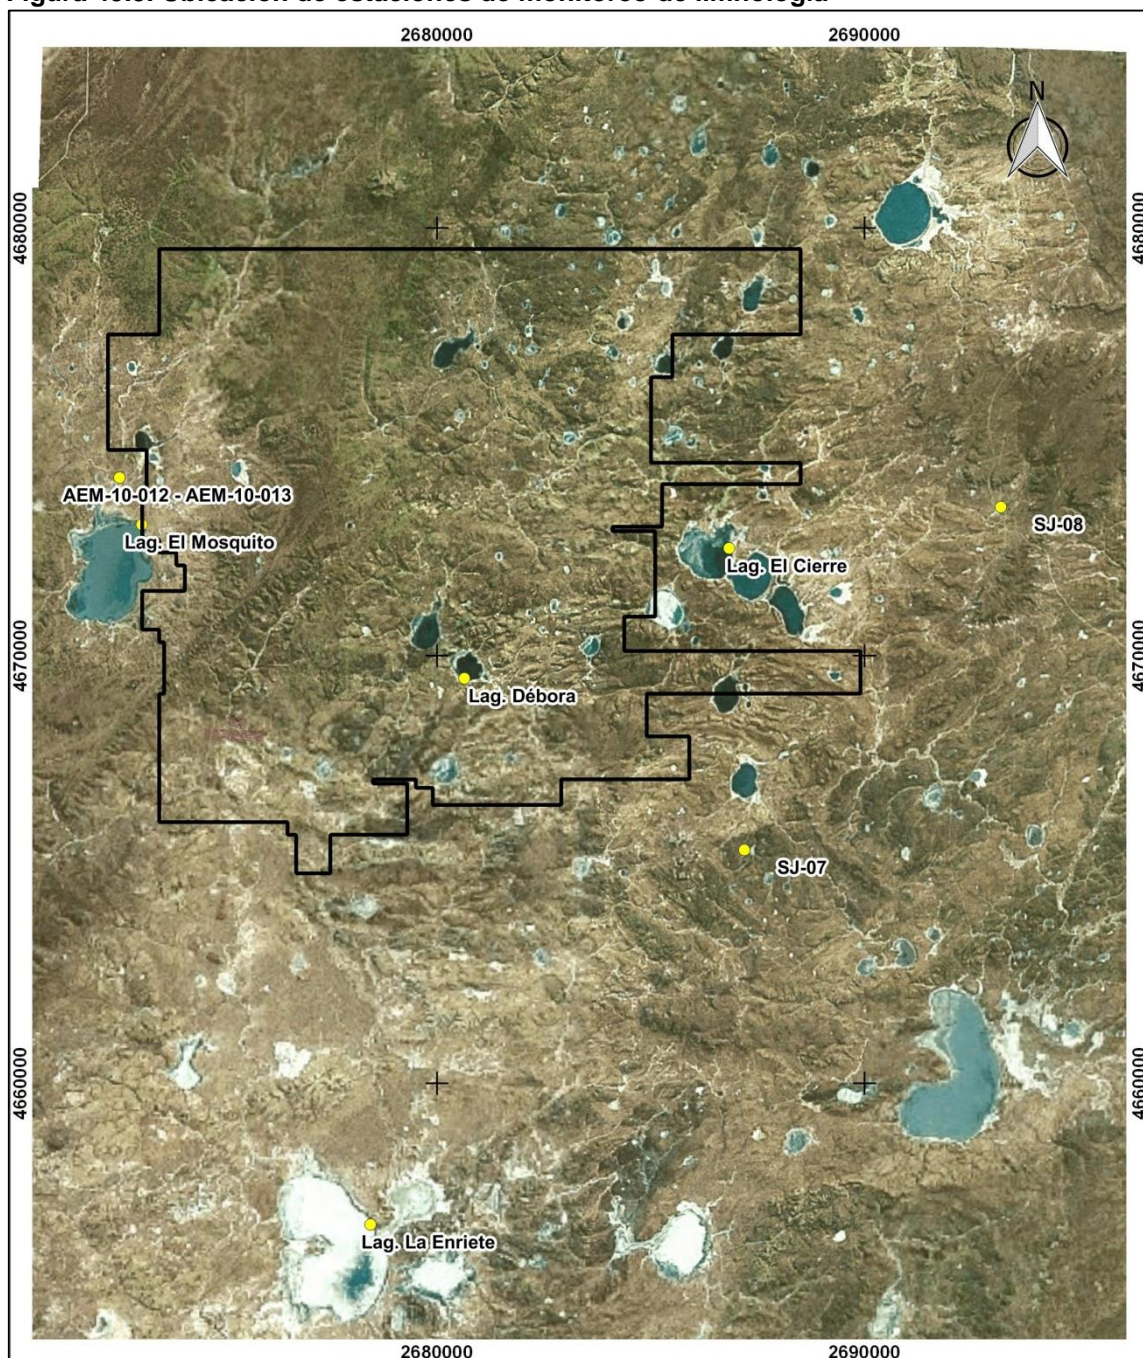 2680000
2690000
N
4680000
4680000
AEM-10-012 - AEM-10-013
SJ-08
Lag. El Mosquito
Lag. El Cierre
4670000
4670000
Lag. Débora
SJ-07
4660000
4660000
Lag. La Enriete
2680000
2690000